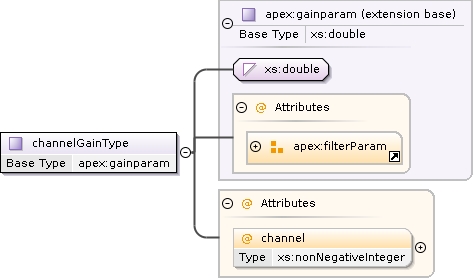 apex:gainparam (extension base)
Base Type xs:double
xs:double
@ Attributes
apex:filterParam
channelGainType
Base Type apex:gainparam
@ Attributes
@ channel
Type xs:nonNegativeInteger